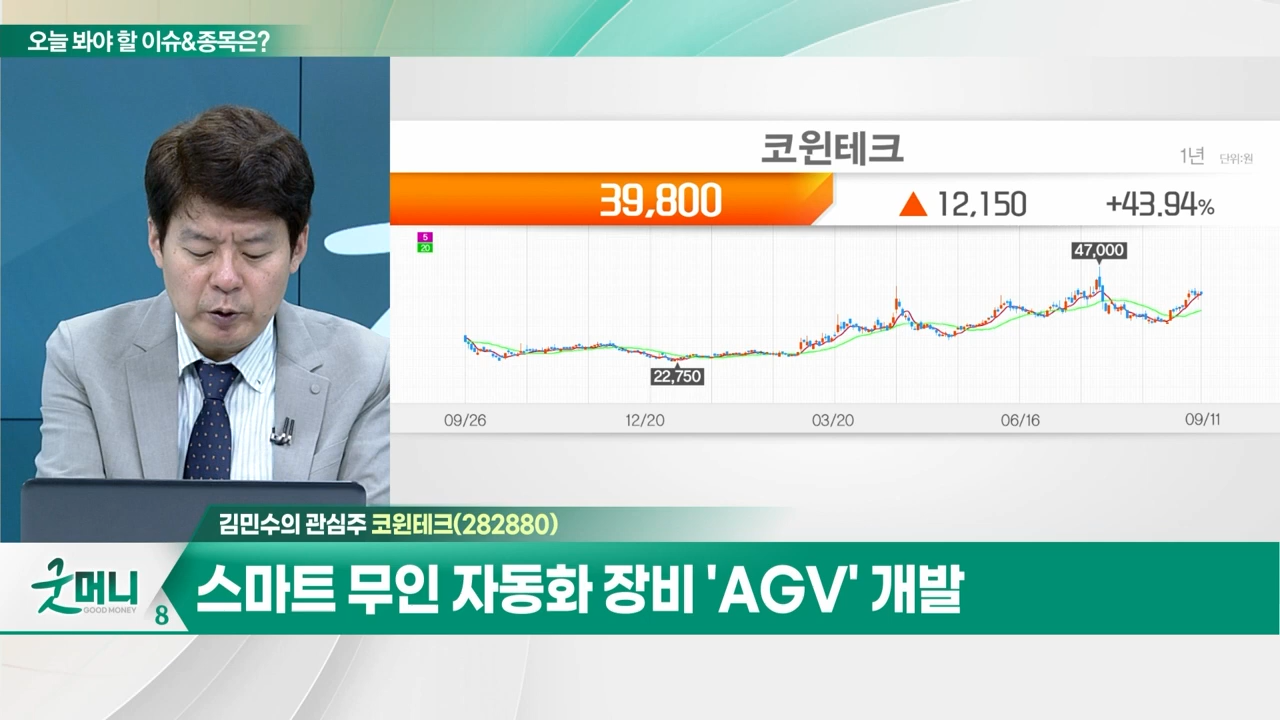 오늘 봐야 할 이슈&종목은?
코윈테크
1년 단위:원
39,800 ▲ 12,150 +43.94%
5
20
47,000
22,750
09/26 12/20 03/20 06/16 09/11
김민수의 관심주 코윈테크(282880)
스마트 무인 자동화 장비 'AGV' 개발
굿머니
GOOD MONEY
8